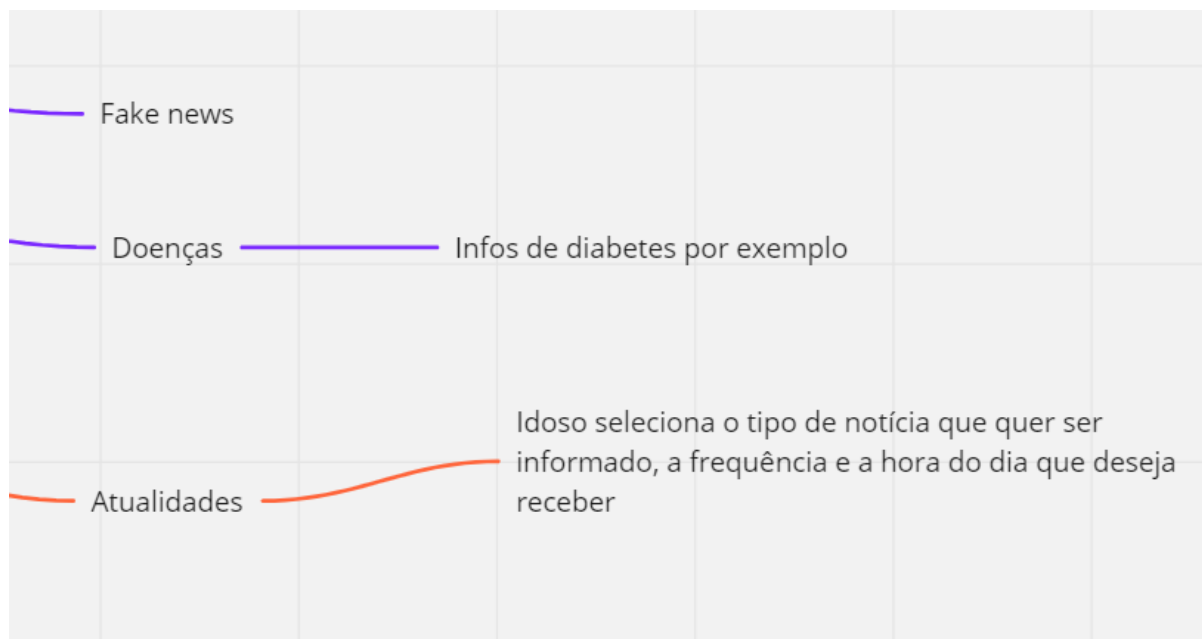 Fake news
Doenças
Infos de diabetes por exemplo
Idoso seleciona o tipo de notícia que quer ser
informado, a frequência e a hora do dia que deseja
receber
Atualidades